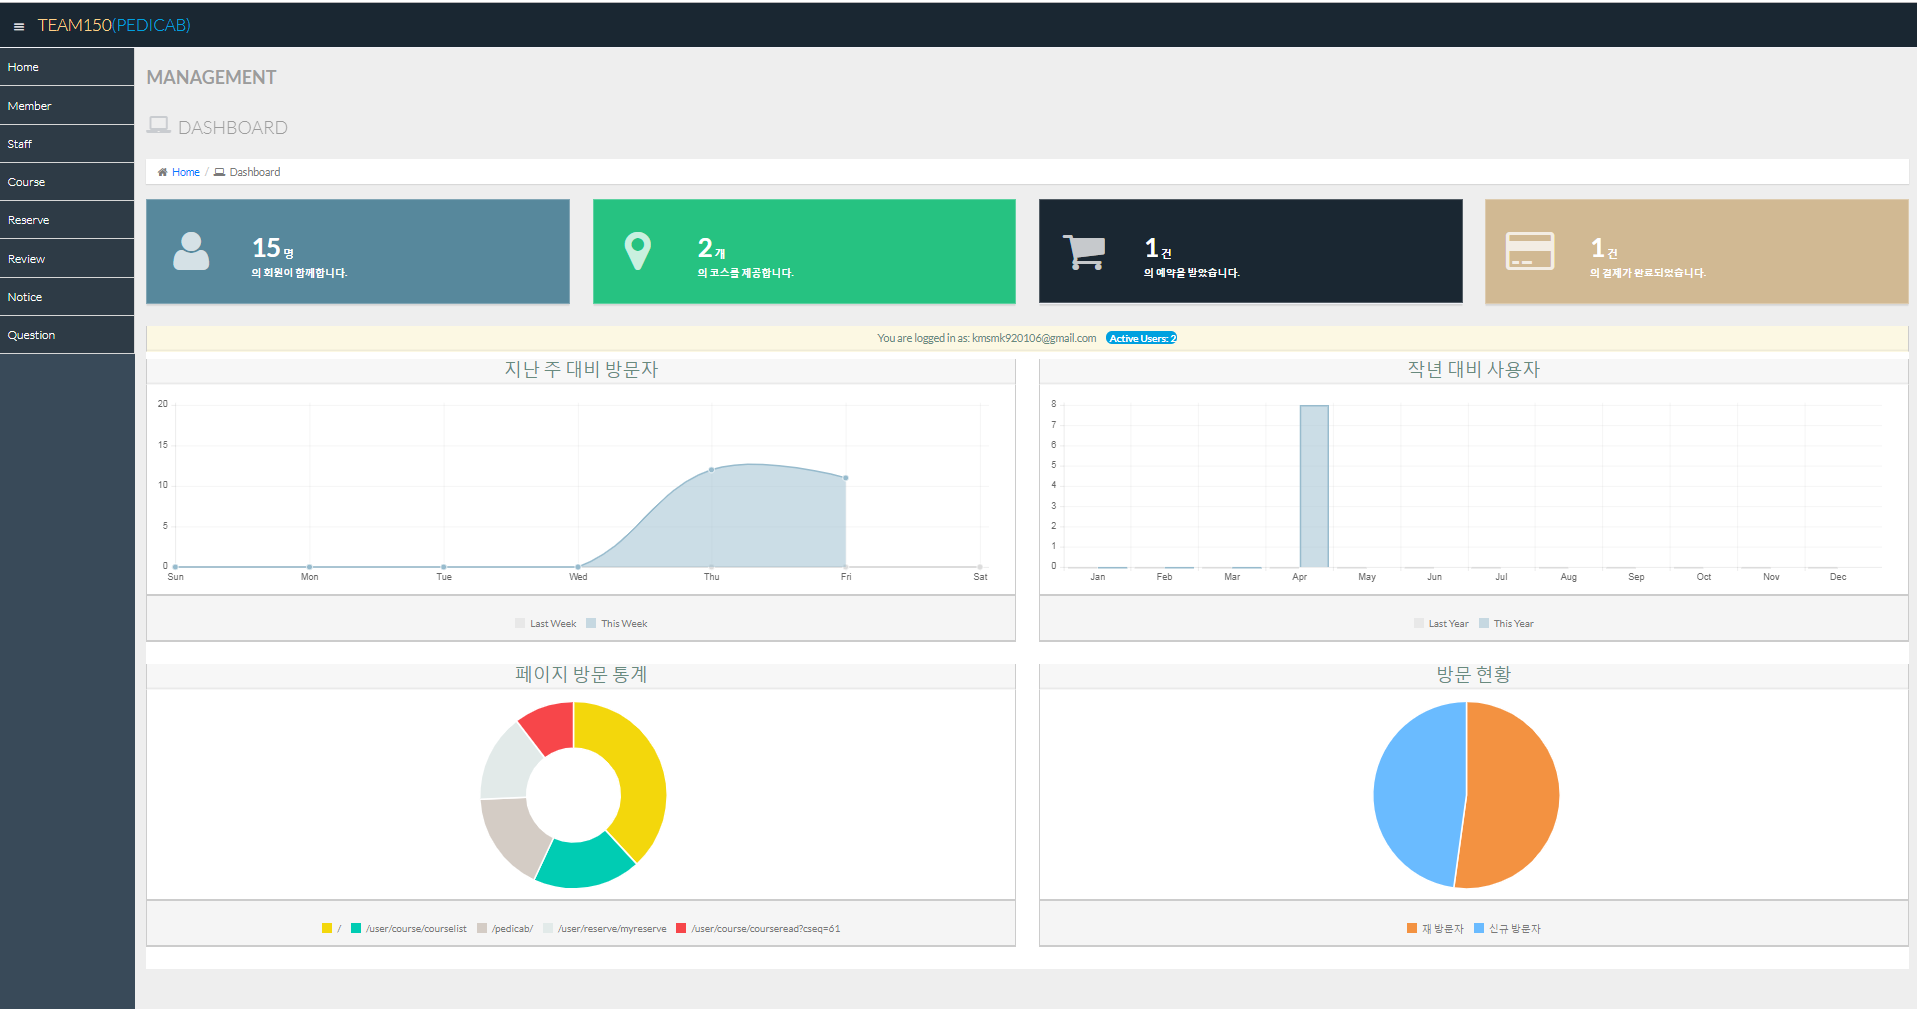 TEAM150(PEDICAB)
Home
Member
Staff
Course
Reserve
Review
Notice
Question
MANAGEMENT
DASHBOARD
Home / Dashboard
15 명
의 회원이 함께합니다.
2 개
의 코스를 제공합니다.
1 건
의 예약을 받았습니다.
1 건
의 결제가 완료되었습니다.
You are logged in as: kmsmk920106@gmail.com Active Users: 2
지난 주 대비 방문자
20
15
10
5
0
Sun Mon Tue Wed Thu Fri Sat
Last Week This Week
작년 대비 사용자
8
7
6
5
4
3
2
1
0
Jan Feb Mar Apr May Jun Jul Aug Sep Oct Nov Dec
Last Year This Year
페이지 방문 통계
/ /user/course/courselist /pedicab/ /user/reserve/myreserve /user/course/courseread?cseq=61
방문 현황
재 방문자 신규 방문자